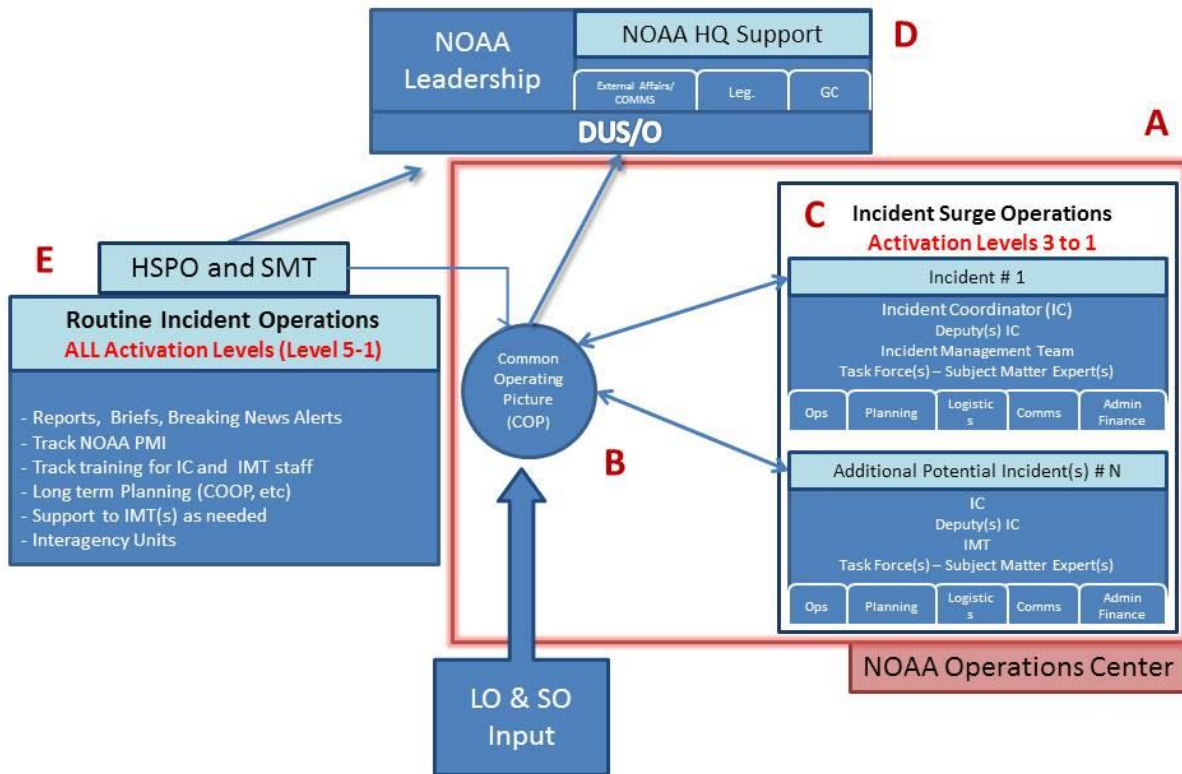 NOAA
Leadership
NOAA HQ Support
External Affairs/
COMMS
Leg.
GC
DUS/O
D
A
E
HSPO and SMT
Routine Incident Operations
ALL Activation Levels (Level 5-1)
- Reports, Briefs, Breaking News Alerts
- Track NOAA PMI
- Track training for IC and IMT staff
- Long term Planning (COOP, etc)
- Support to IMT(s) as needed
- Interagency Units
Common
Operating
Picture
(COP)
B
LO & SO
Input
C
Incident Surge Operations
Activation Levels 3 to 1
Incident # 1
Incident Coordinator (IC)
Deputy(s) IC
Incident Management Team
Task Force(s) – Subject Matter Expert(s)
Ops
Planning
Logistic
s
Comms
Admin
Finance
Additional Potential Incident(s) # N
IC
Deputy(s) IC
IMT
Task Force(s) – Subject Matter Expert(s)
Ops
Planning
Logistic
s
Comms
Admin
Finance
NOAA Operations Center